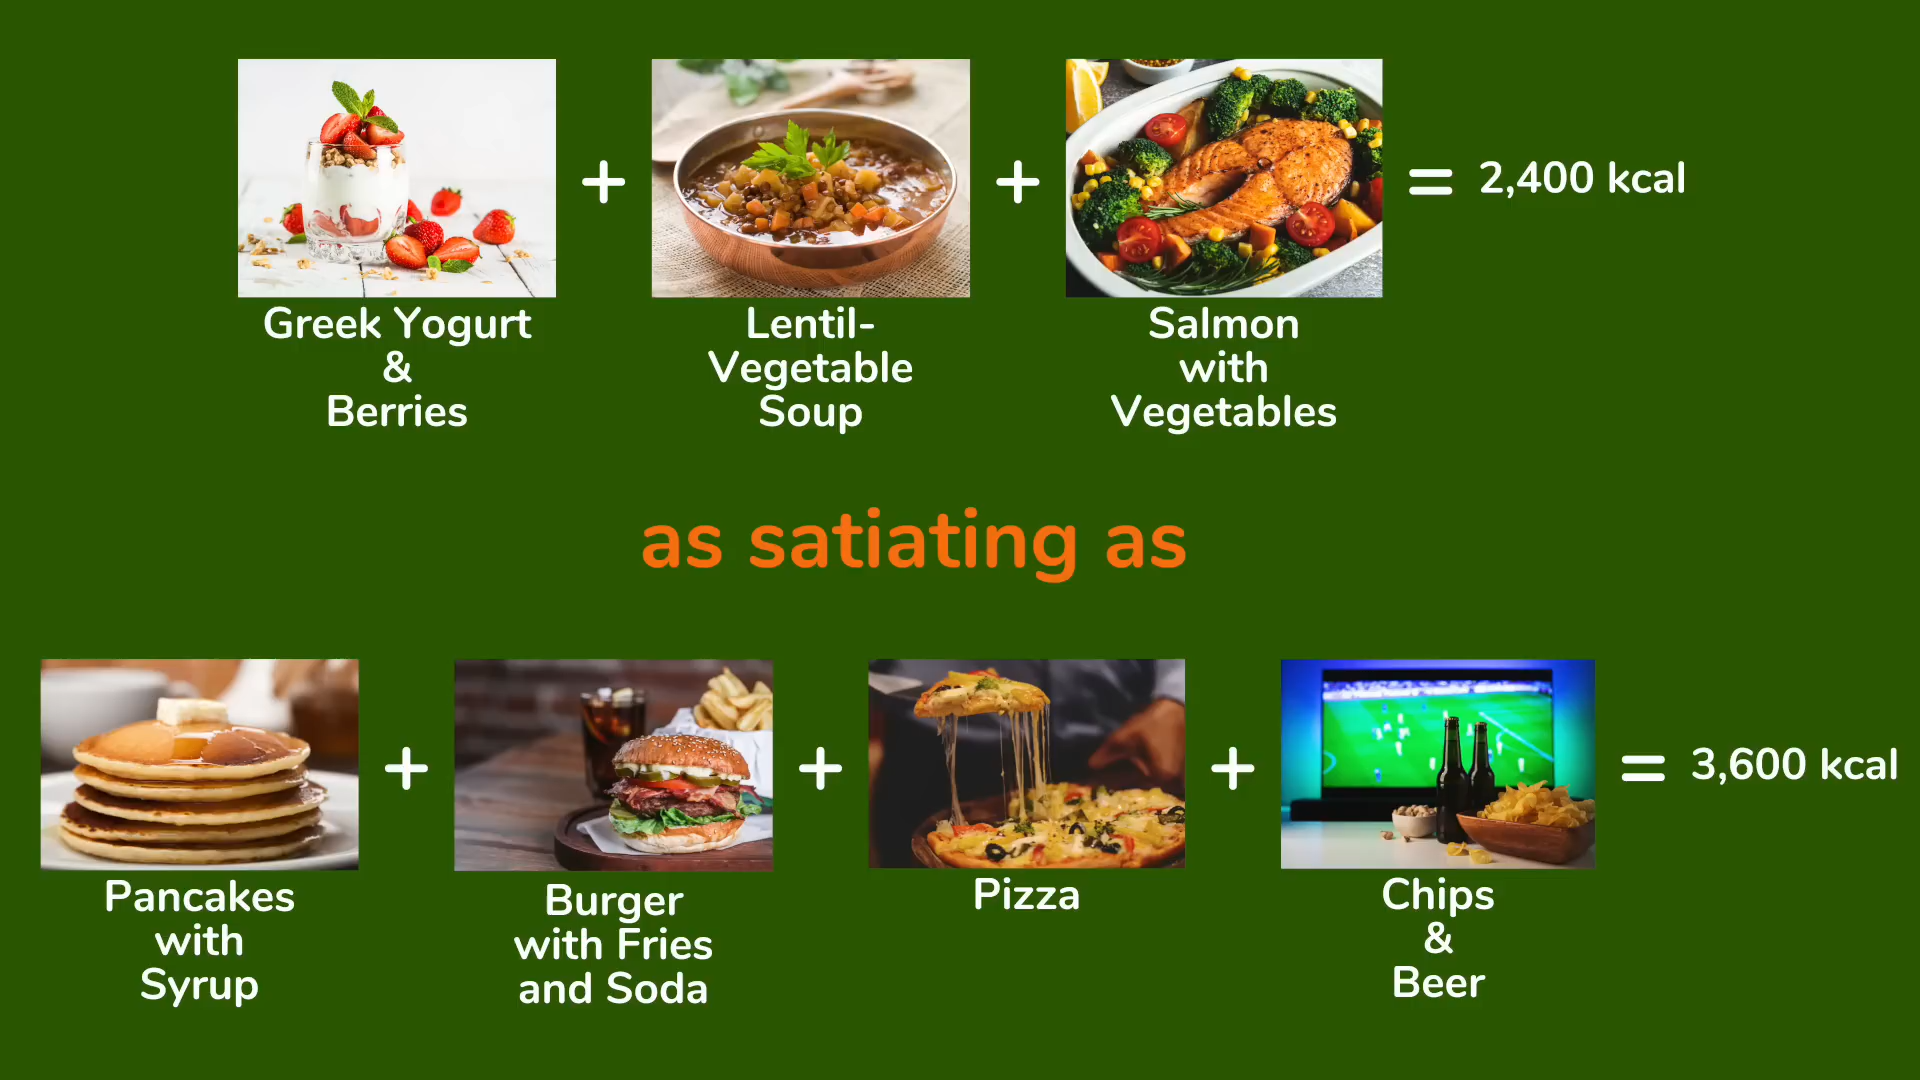 + + = 2,400 kcal
Greek Yogurt
&
Berries
Lentil-
Vegetable
Soup
Salmon
with
Vegetables
as satiating as
+ + + = 3,600 kcal
Pancakes
with
Syrup
Burger
with Fries
and Soda
Pizza
Chips
&
Beer